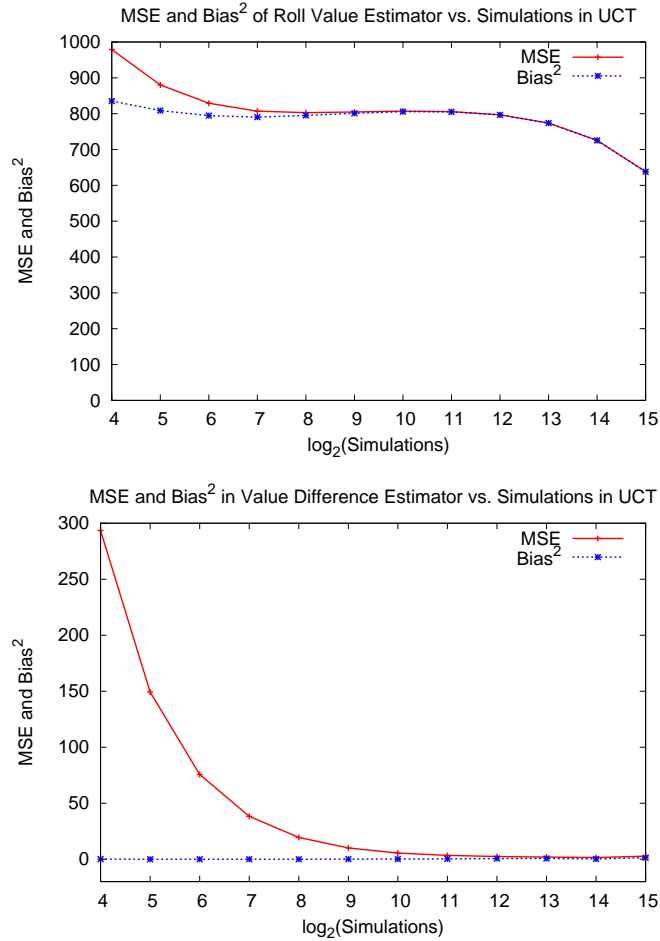 MSE and Bias² of Roll Value Estimator vs. Simulations in UCT
MSE
Bias²
1000
900
800
700
600
500
400
300
200
100
0
MSE and Bias²
4 5 6 7 8 9 10 11 12 13 14 15
log₂(Simulations)
MSE and Bias² in Value Difference Estimator vs. Simulations in UCT
MSE
Bias²
300
250
200
150
100
50
0
MSE and Bias²
4 5 6 7 8 9 10 11 12 13 14 15
log₂(Simulations)